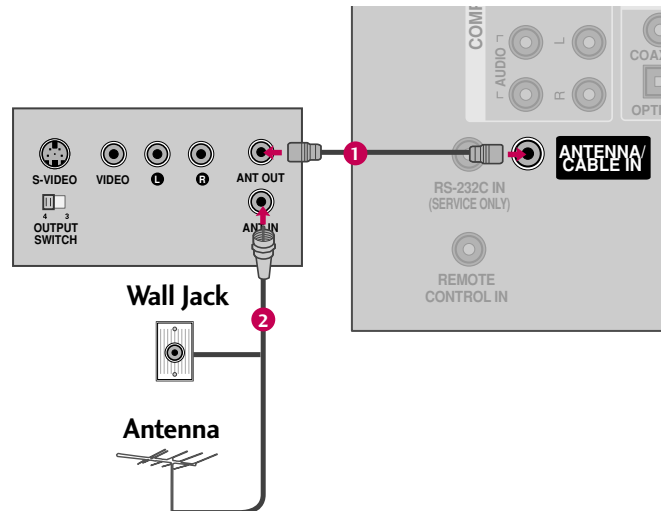 COMP
AUDIO
L
R
COAX
OPTI
S-VIDEO
VIDEO
L
R
ANT OUT
1
ANTENNA/
CABLE IN
RS-232C IN
(SERVICE ONLY)
4 3
OUTPUT
SWITCH
ANT IN
REMOTE
CONTROL IN
Wall Jack
2
Antenna